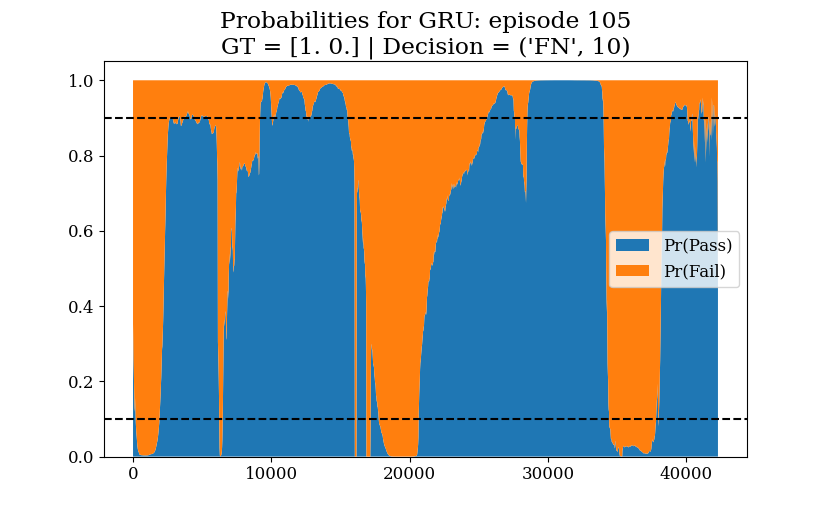 Probabilities for GRU: episode 105
GT = [1. 0.] | Decision = ('FN', 10)
1.0
0.8
0.6
0.4
0.2
0.0
Pr(Pass)
Pr(Fail)
0 10000 20000 30000 40000